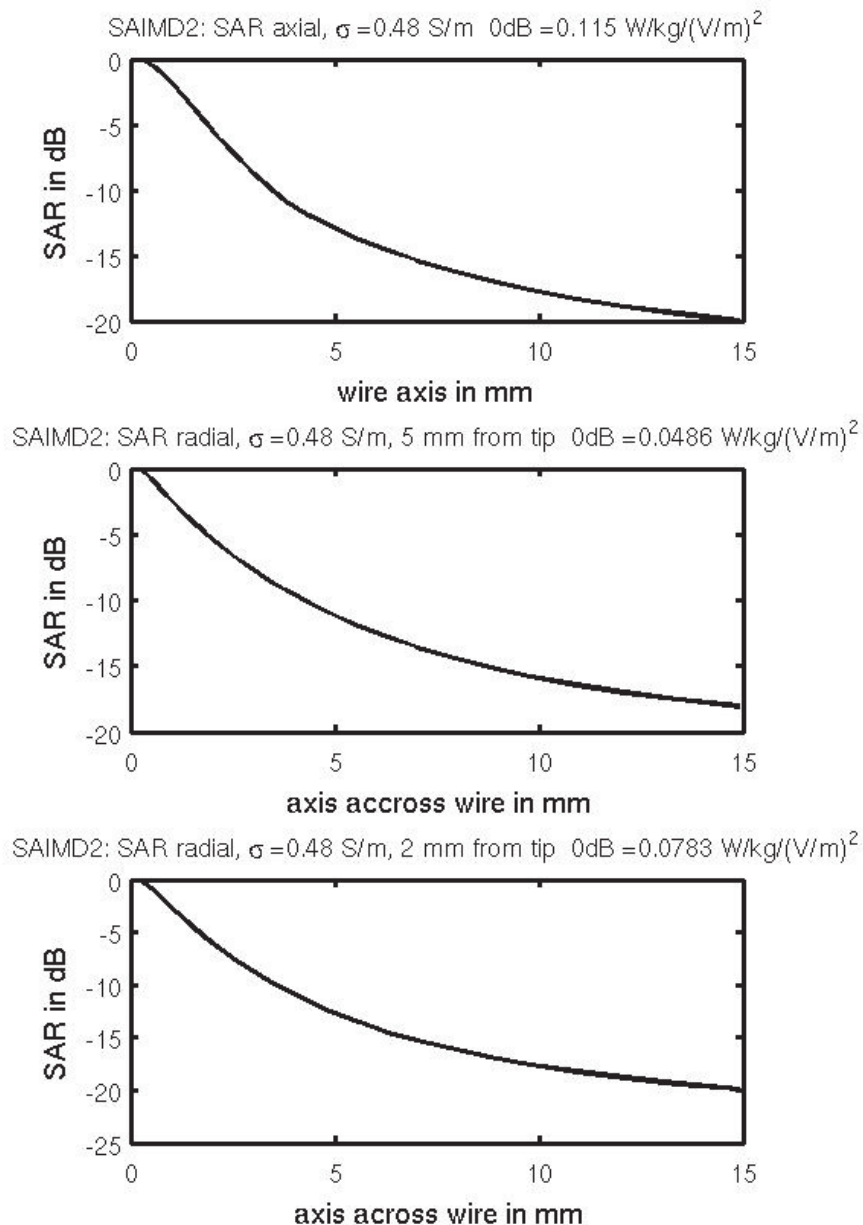 SAIMD2: SAR axial, σ=0.48 S/m 0dB =0.115 W/kg/(V/m)²
0
-5
-10
-15
-20
SAR in dB
0 5 10 15
wire axis in mm
SAIMD2: SAR radial, σ=0.48 S/m, 5 mm from tip 0dB =0.0486 W/kg/(V/m)²
0
-5
-10
-15
-20
SAR in dB
0 5 10 15
axis accross wire in mm
SAIMD2: SAR radial, σ=0.48 S/m, 2 mm from tip 0dB =0.0783 W/kg/(V/m)²
0
-5
-10
-15
-20
-25
SAR in dB
0 5 10 15
axis across wire in mm